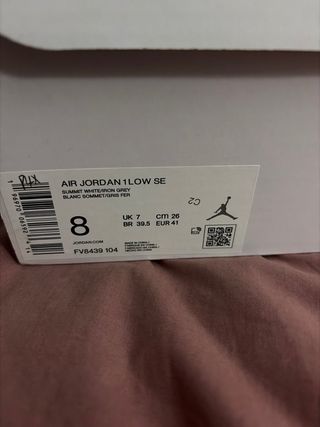 AIR JORDAN 1 LOW SE
SUMMIT WHITE/IRON GREY
BLANC SOMMET/GRIS FER
C2
8
UK 7 cm 26
BR 39.5 EUR 41
JORDAN.COM
FV8439 104